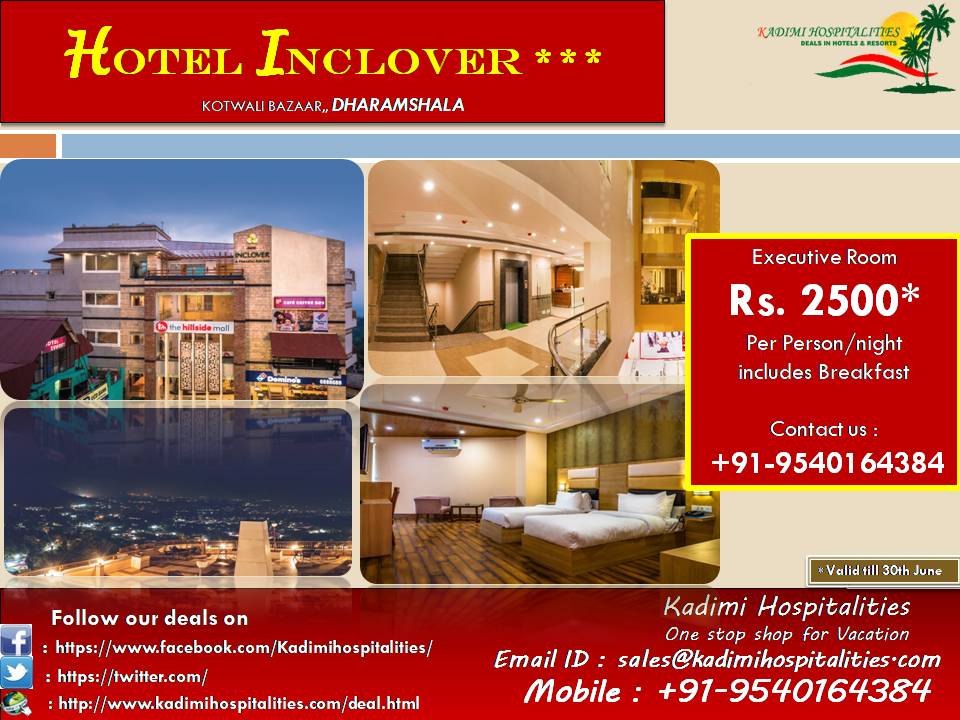 HOTEL INCLOVER ***
KOTWALI BAZAAR,, DHARAMSHALA
KADIMI HOSPITALITIES
DEALS IN HOTELS & RESORTS
INCLOVER
the hillside mall
Domino's
Executive Room
Rs. 2500*
Per Person/night
includes Breakfast
Contact us :
+91-9540164384
* Valid till 30th June
Follow our deals on
: https://www.facebook.com/Kadimihospitalities/
: https://twitter.com/
: http://www.kadimihospitalities.com/deal.html
Kadimi Hospitalities
One stop shop for Vacation
Email ID : sales@kadimihospitalities.com
Mobile : +91-9540164384